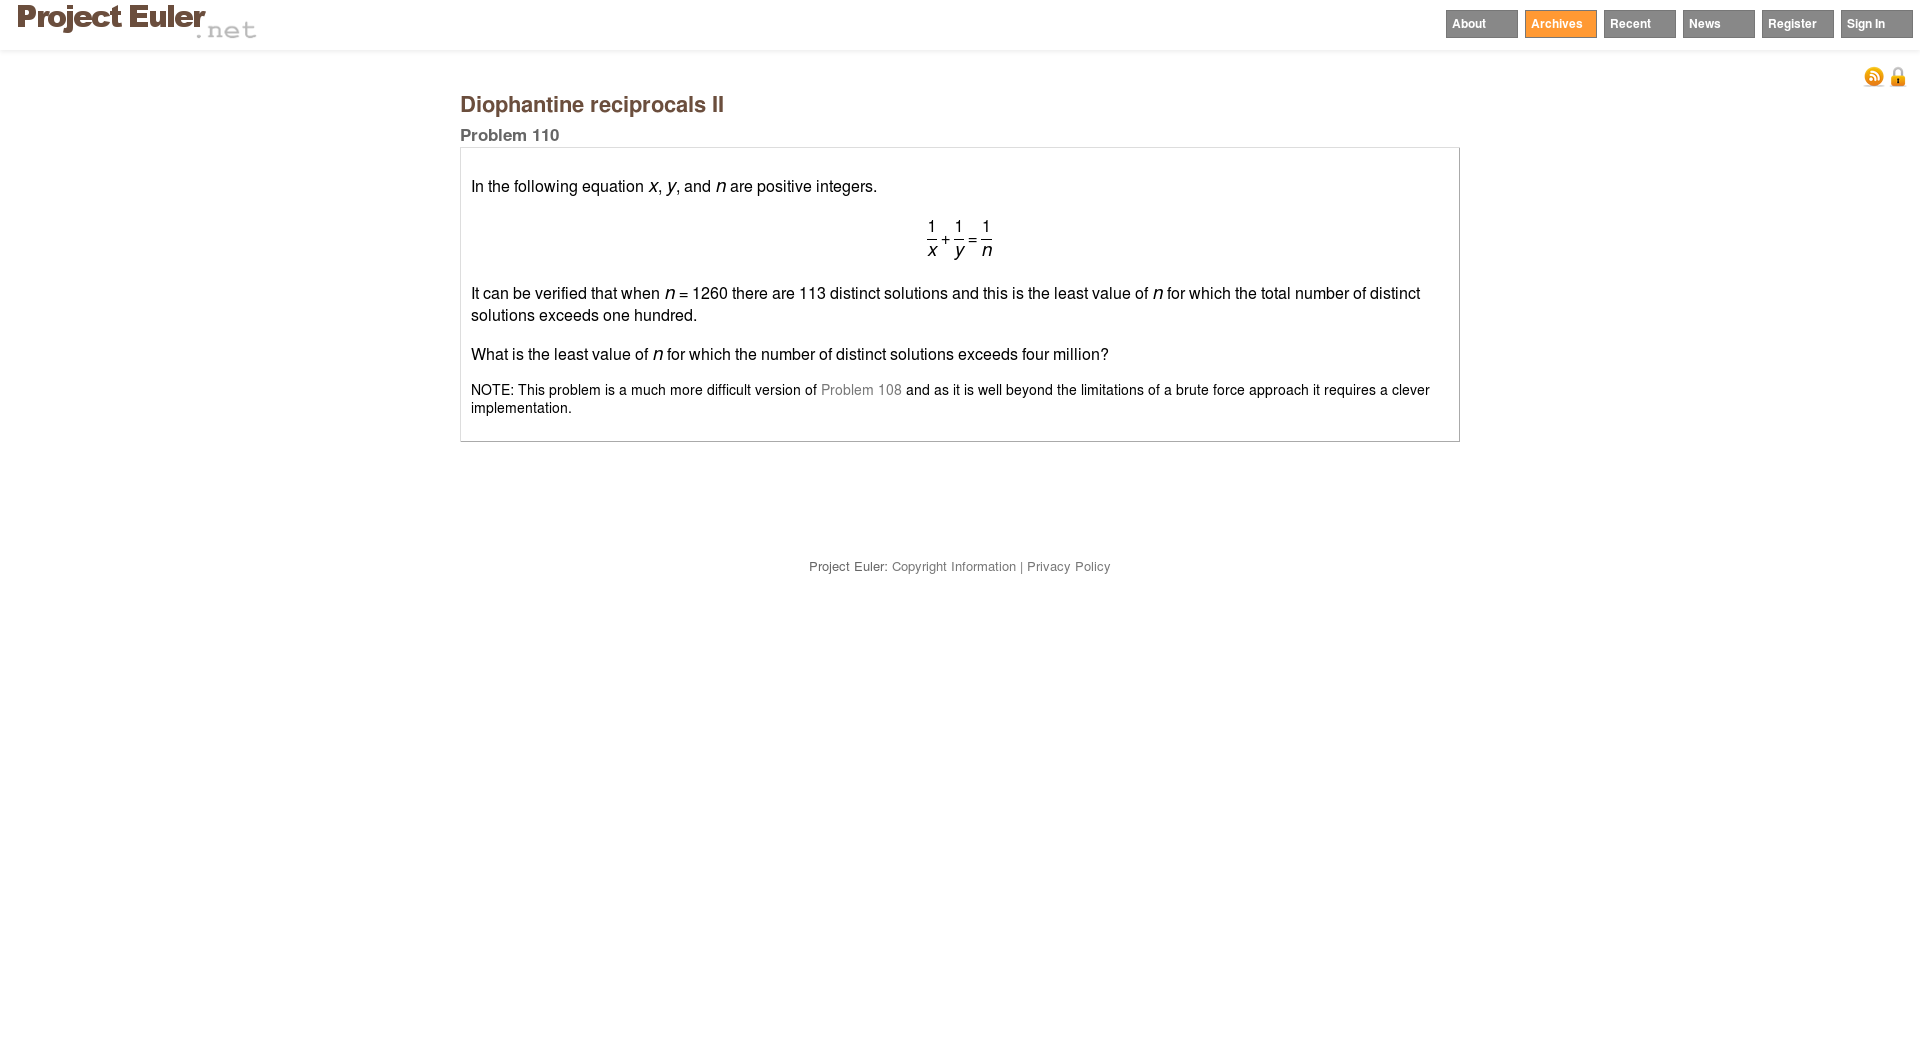 Project Euler.net
About Archives Recent News Register Sign In
Diophantine reciprocals II
Problem 110
In the following equation x, y, and n are positive integers.
1/x + 1/y = 1/n
It can be verified that when n = 1260 there are 113 distinct solutions and this is the least value of n for which the total number of distinct
solutions exceeds one hundred.
What is the least value of n for which the number of distinct solutions exceeds four million?
NOTE: This problem is a much more difficult version of Problem 108 and as it is well beyond the limitations of a brute force approach it requires a clever
implementation.
Project Euler: Copyright Information | Privacy Policy